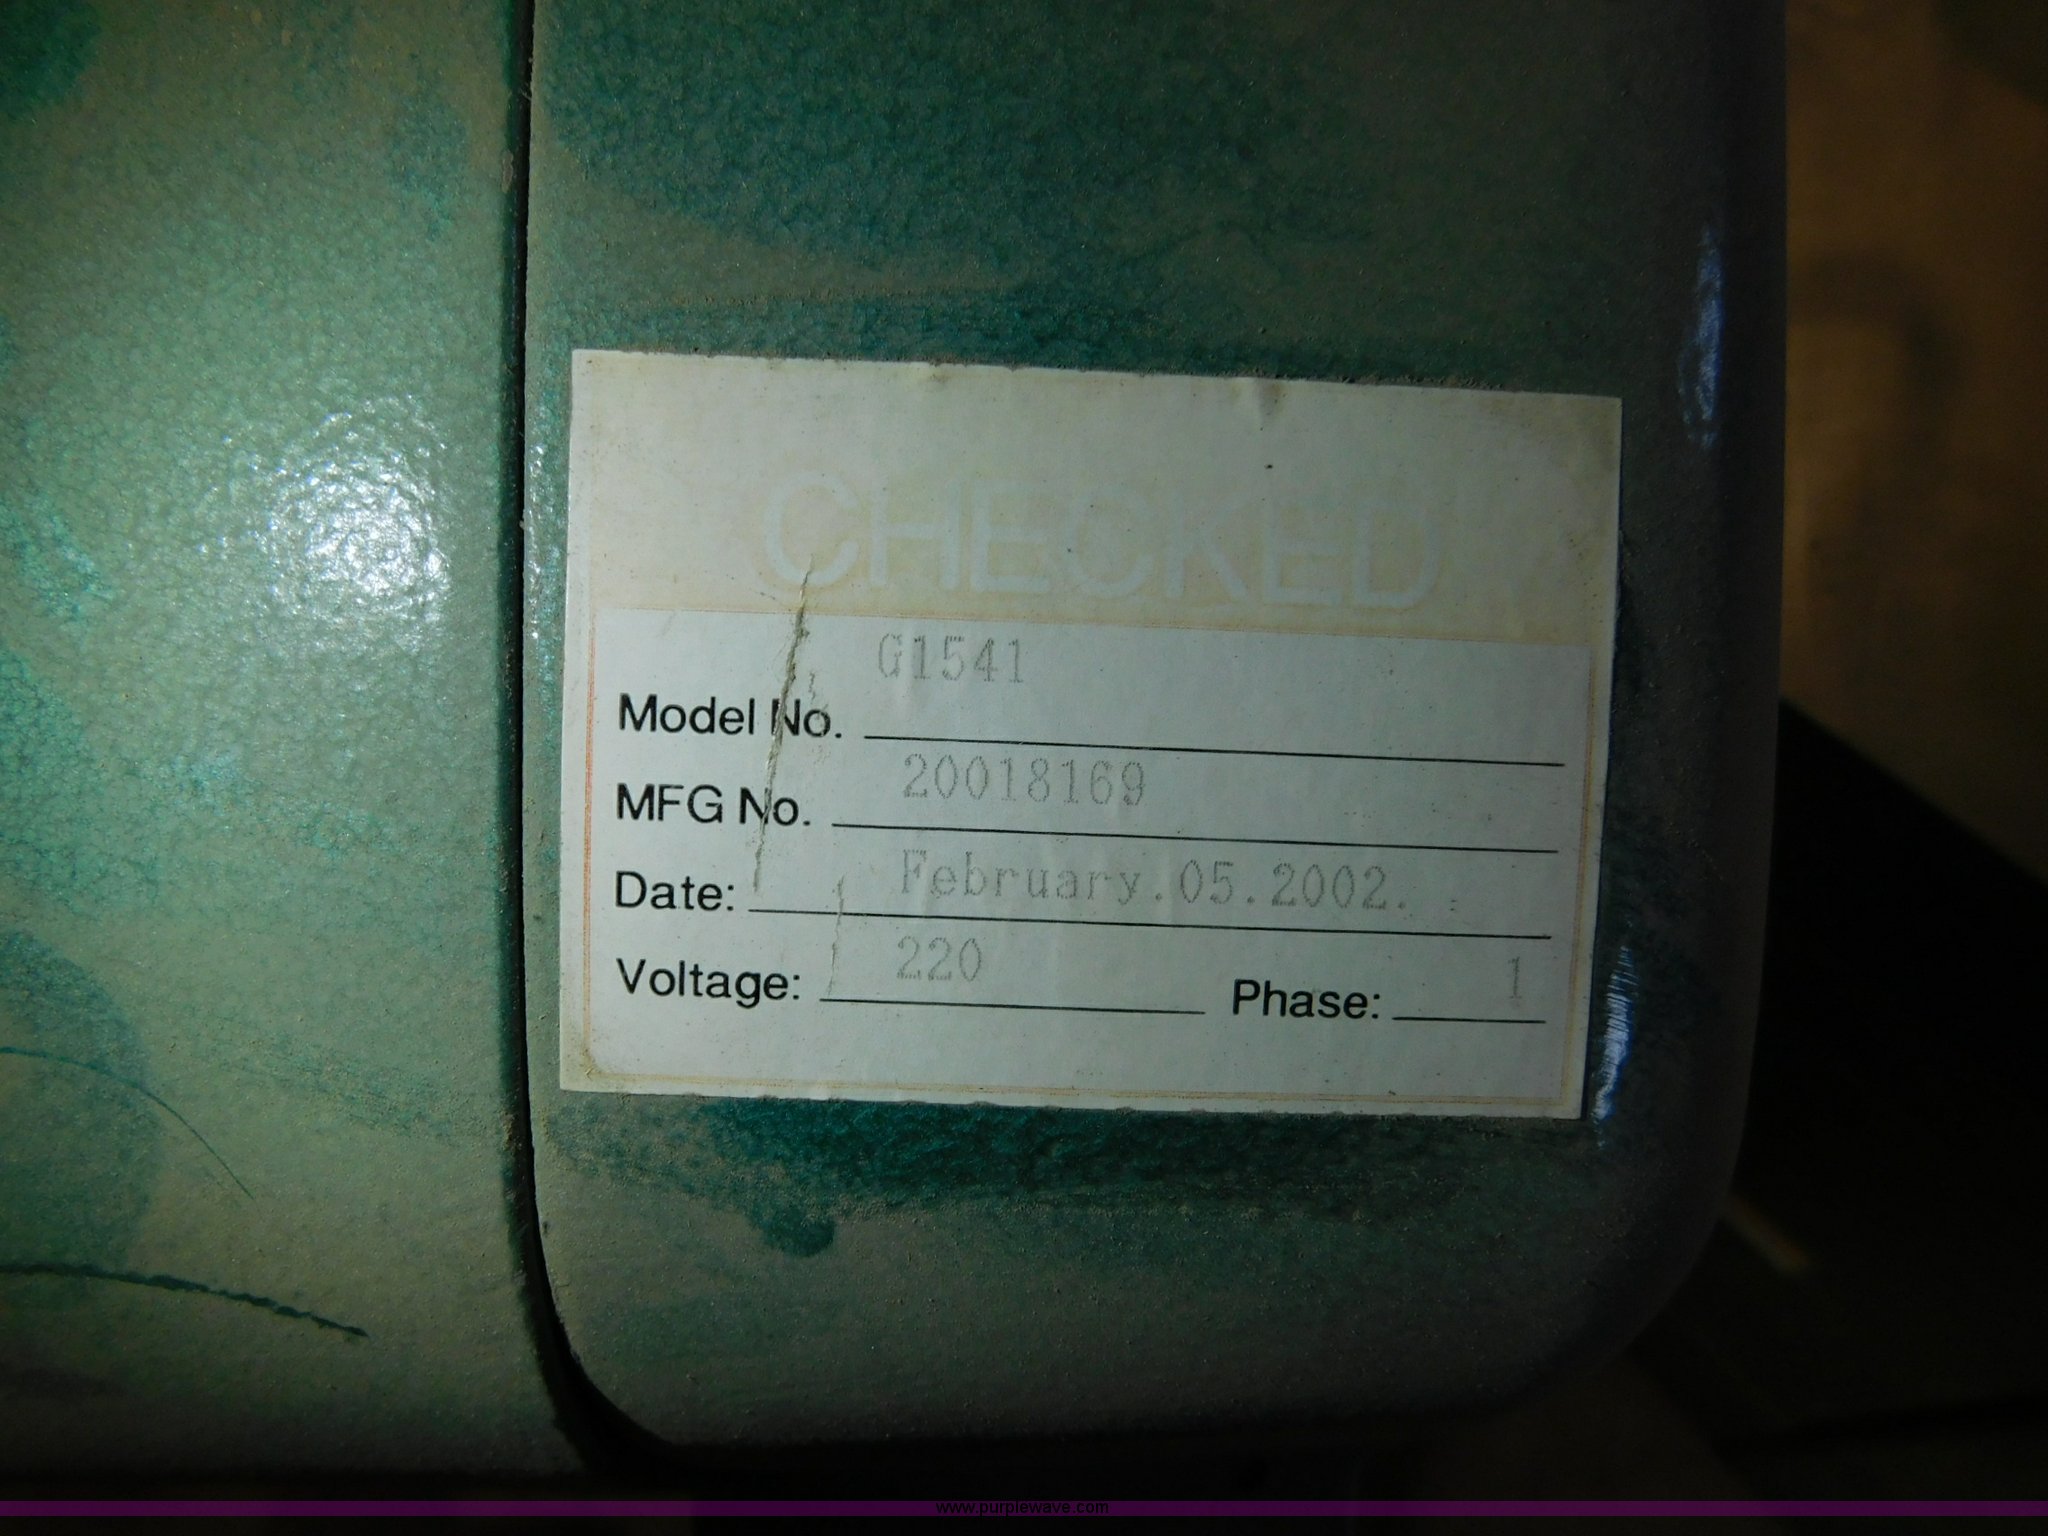 CHECKED
G1541
Model No.
20018169
MFG No.
February.05.2002.
Date:
220 1
Voltage: Phase:
www.purplewave.com